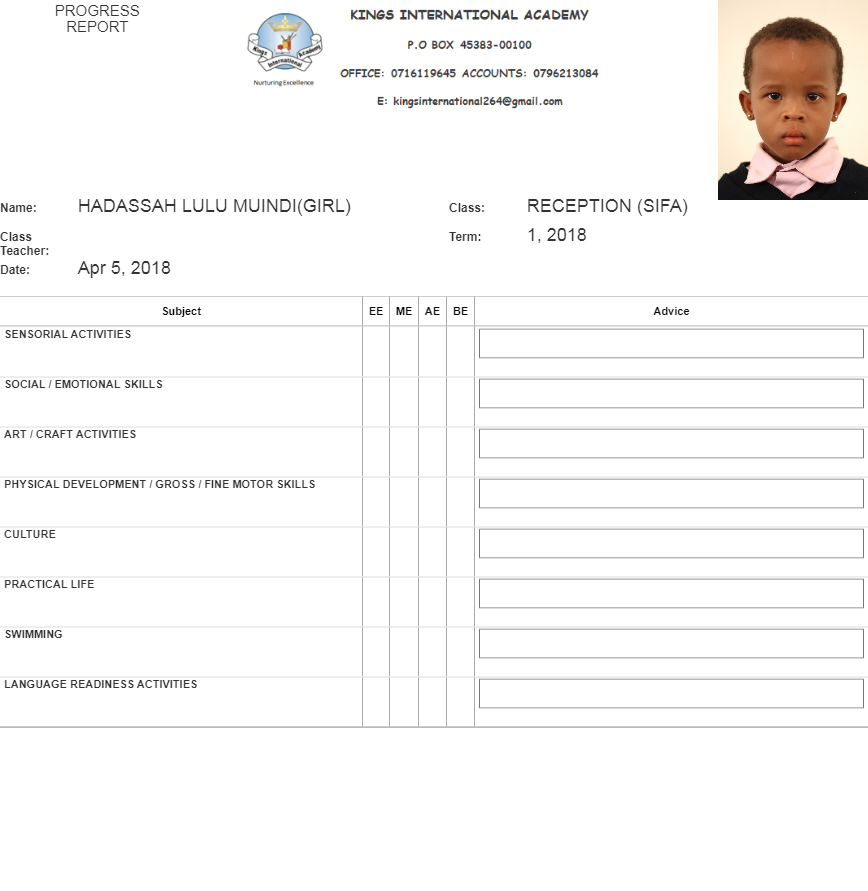 PROGRESS
REPORT
KINGS INTERNATIONAL ACADEMY
P.O BOX 45383-00100
OFFICE: 0716119645 ACCOUNTS: 0796213084
E: kingsinternational264@gmail.com
Kings Academy
International
Nurturing Excellence
Name: HADASSAH LULU MUINDI(GIRL) Class: RECEPTION (SIFA)
Class
Teacher:
Term: 1, 2018
Date: Apr 5, 2018
Subject EE ME AE BE Advice
SENSORIAL ACTIVITIES
SOCIAL / EMOTIONAL SKILLS
ART / CRAFT ACTIVITIES
PHYSICAL DEVELOPMENT / GROSS / FINE MOTOR SKILLS
CULTURE
PRACTICAL LIFE
SWIMMING
LANGUAGE READINESS ACTIVITIES